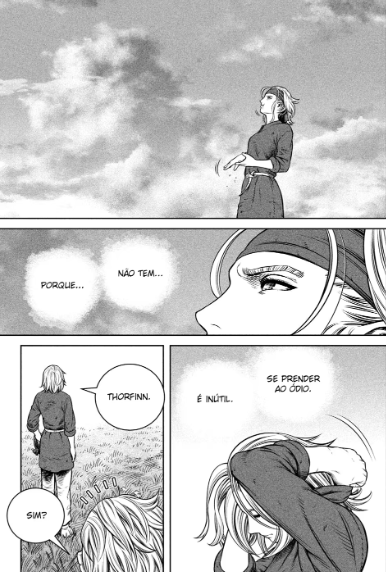 NÃO TEM...
PORQUE...
THORFINN.
SIM?
SE PRENDER
AO ÓDIO.
É INÚTIL.